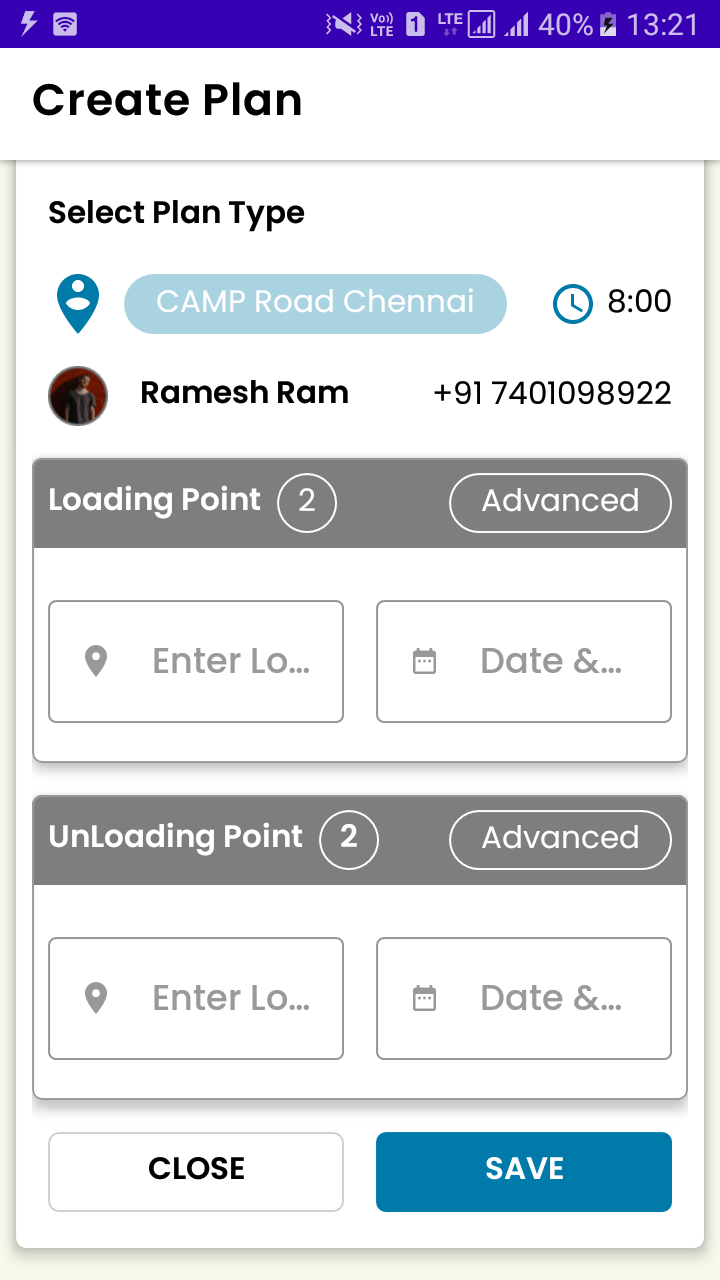 Vo)) LTE 1 LTE 40% 13:21
Create Plan
Select Plan Type
CAMP Road Chennai 8:00
Ramesh Ram +91 7401098922
Loading Point 2 Advanced
Enter Lo... Date &...
UnLoading Point 2 Advanced
Enter Lo... Date &...
CLOSE SAVE